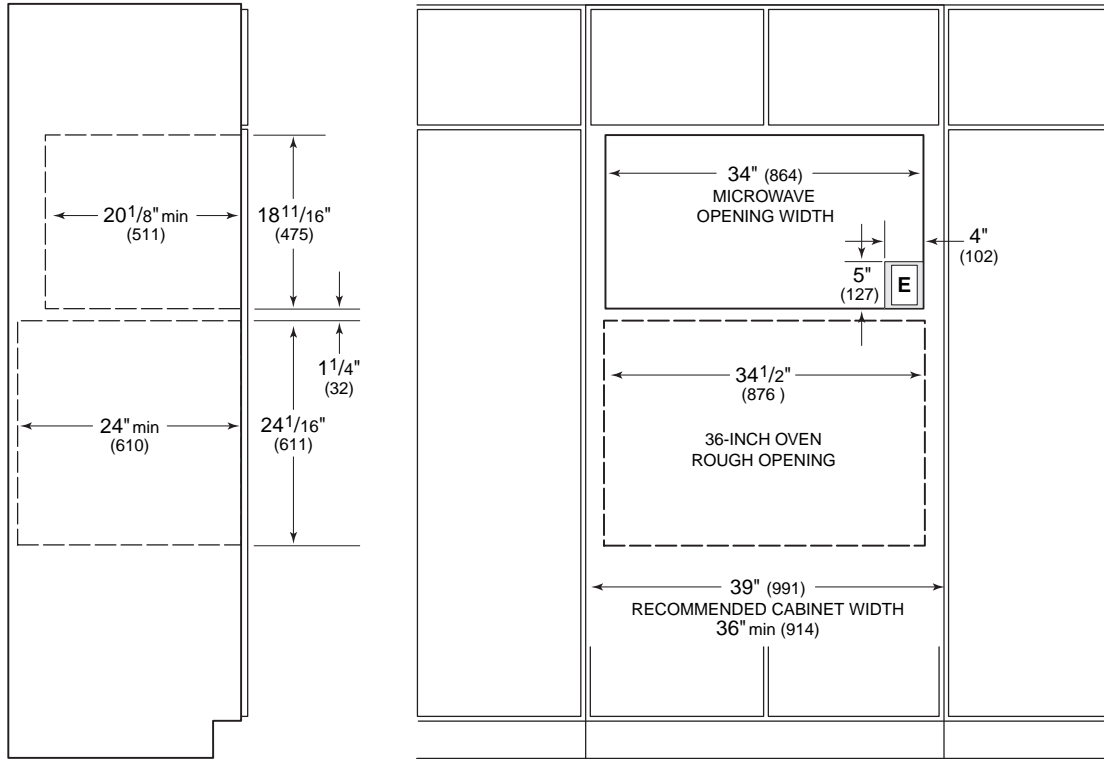 20 1/8" min
(511)
18 11/16"
(475)
1 1/4"
(32)
24" min
(610)
24 1/16"
(611)
34" (864)
MICROWAVE
OPENING WIDTH
4"
(102)
5"
(127)
E
34 1/2"
(876 )
36-INCH OVEN
ROUGH OPENING
39" (991)
RECOMMENDED CABINET WIDTH
36" min (914)